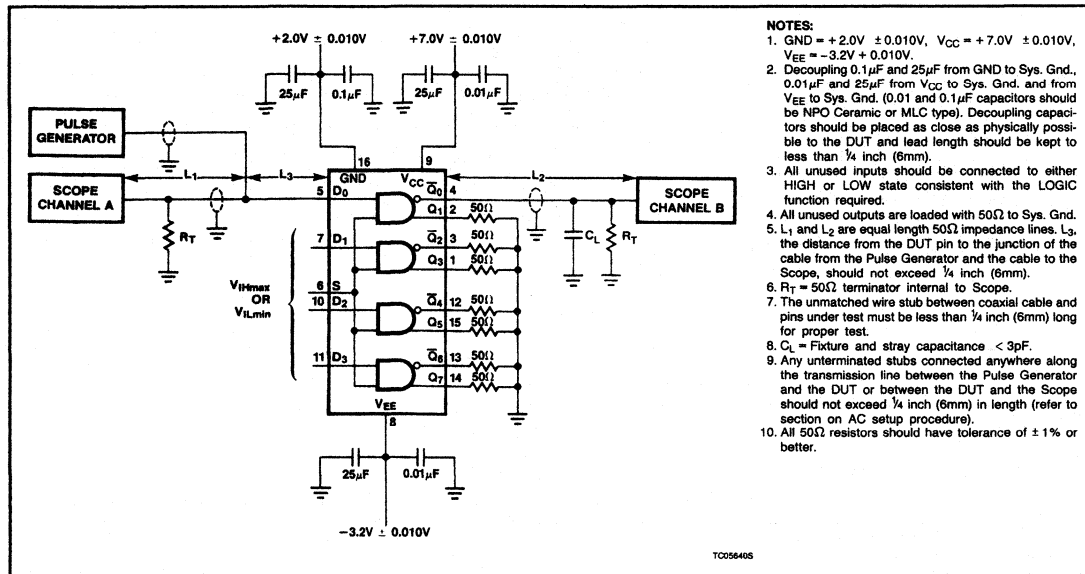 +2.0V ± 0.010V
+7.0V ± 0.010V
25μF
0.1μF
25μF
0.01μF
PULSE
GENERATOR
SCOPE
CHANNEL A
L1
L3
L2
RT
16
GND
9
VCC
5 D0
Q̅0 4
Q1 2 50Ω
7 D1
Q̅2 3 50Ω
Q3 1 50Ω
6 S
10 D2
Q̅4 12 50Ω
Q5 15 50Ω
11 D3
Q̅6 13 50Ω
Q7 14 50Ω
VEE
8
VIHmax
OR
VILmin
CL
RT
SCOPE
CHANNEL B
25μF
0.01μF
−3.2V ± 0.010V
TC05640S
NOTES:
1. GND = +2.0V ±0.010V, VCC = +7.0V ±0.010V,
VEE = −3.2V + 0.010V.
2. Decoupling 0.1μF and 25μF from GND to Sys. Gnd.,
0.01μF and 25μF from VCC to Sys. Gnd. and from
VEE to Sys. Gnd. (0.01 and 0.1μF capacitors should
be NPO Ceramic or MLC type). Decoupling capaci-
tors should be placed as close as physically possi-
ble to the DUT and lead length should be kept to
less than ¼ inch (6mm).
3. All unused inputs should be connected to either
HIGH or LOW state consistent with the LOGIC
function required.
4. All unused outputs are loaded with 50Ω to Sys. Gnd.
5. L1 and L2 are equal length 50Ω impedance lines. L3,
the distance from the DUT pin to the junction of the
cable from the Pulse Generator and the cable to the
Scope, should not exceed ¼ inch (6mm).
6. RT = 50Ω terminator internal to Scope.
7. The unmatched wire stub between coaxial cable and
pins under test must be less than ¼ inch (6mm) long
for proper test.
8. CL = Fixture and stray capacitance < 3pF.
9. Any unterminated stubs connected anywhere along
the transmission line between the Pulse Generator
and the DUT or between the DUT and the Scope
should not exceed ¼ inch (6mm) in length (refer to
section on AC setup procedure).
10. All 50Ω resistors should have tolerance of ±1% or
better.